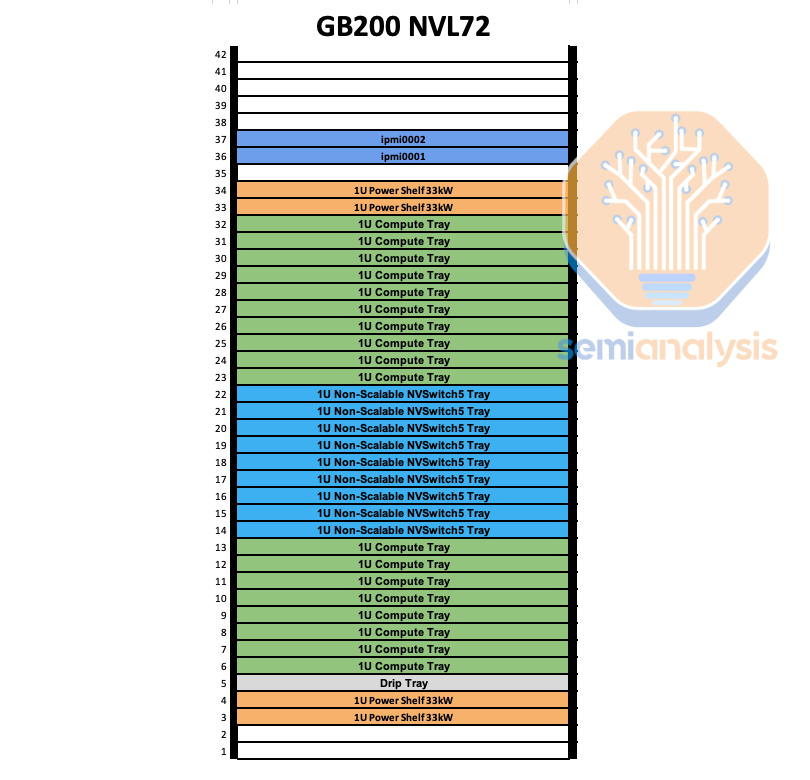 GB200 NVL72
42
41
40
39
38
37 ipmi0002
36 ipmi0001
35
34 1U Power Shelf 33kW
33 1U Power Shelf 33kW
32 1U Compute Tray
31 1U Compute Tray
30 1U Compute Tray
29 1U Compute Tray
28 1U Compute Tray
27 1U Compute Tray
26 1U Compute Tray
25 1U Compute Tray
24 1U Compute Tray
23 1U Compute Tray
22 1U Non-Scalable NVSwitch5 Tray
21 1U Non-Scalable NVSwitch5 Tray
20 1U Non-Scalable NVSwitch5 Tray
19 1U Non-Scalable NVSwitch5 Tray
18 1U Non-Scalable NVSwitch5 Tray
17 1U Non-Scalable NVSwitch5 Tray
16 1U Non-Scalable NVSwitch5 Tray
15 1U Non-Scalable NVSwitch5 Tray
14 1U Non-Scalable NVSwitch5 Tray
13 1U Compute Tray
12 1U Compute Tray
11 1U Compute Tray
10 1U Compute Tray
9 1U Compute Tray
8 1U Compute Tray
7 1U Compute Tray
6 1U Compute Tray
5 Drip Tray
4 1U Power Shelf 33kW
3 1U Power Shelf 33kW
2
1
semianalysis